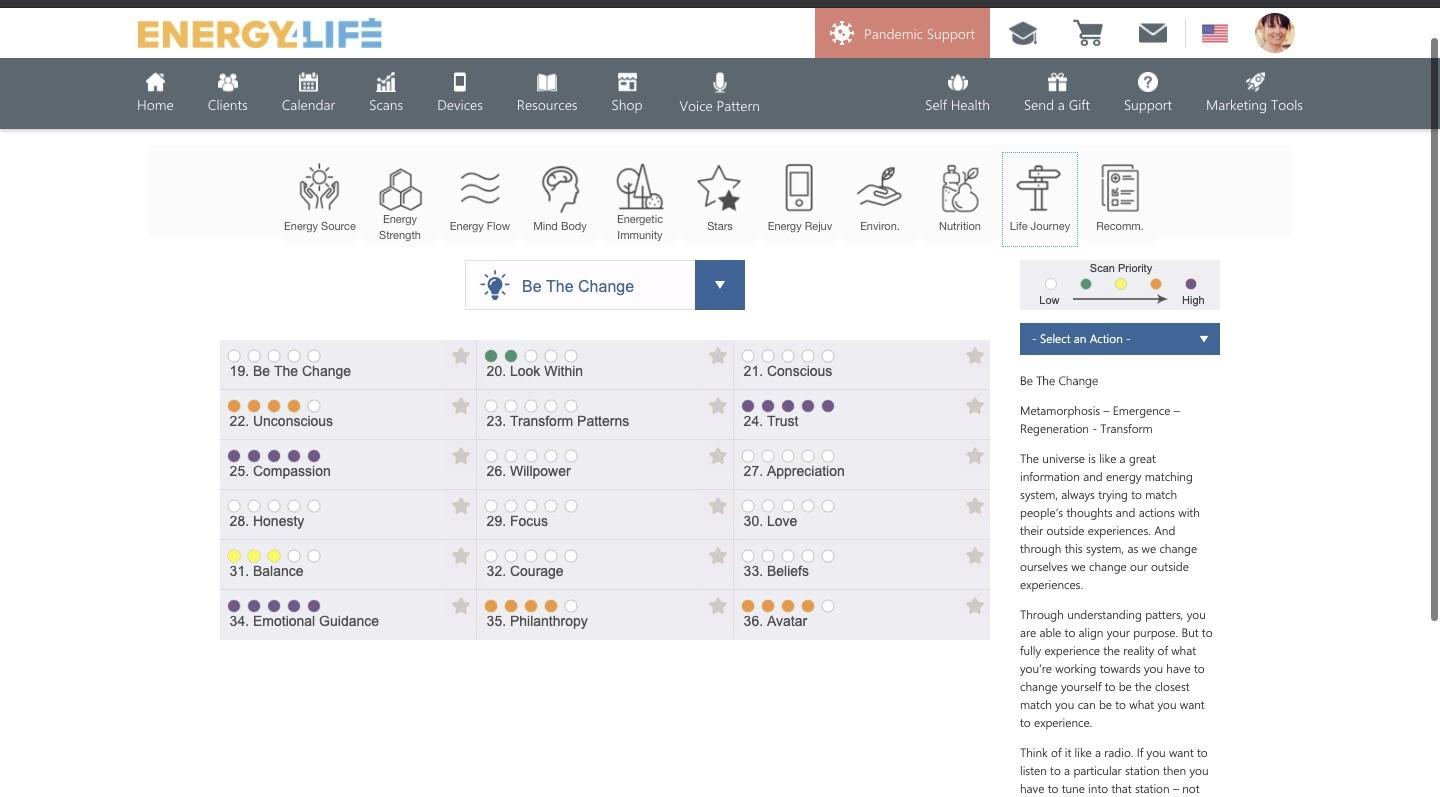 ENERGY4LIFE
Pandemic Support
Home
Clients
Calendar
Scans
Devices
Resources
Shop
Voice Pattern
Self Health
Send a Gift
Support
Marketing Tools
Energy Source
Energy
Strength
Energy Flow
Mind Body
Energetic
Immunity
Stars
Energy Rejuv
Environ.
Nutrition
Life Journey
Recomm.
Be The Change
Scan Priority
Low
High
- Select an Action -
19. Be The Change
20. Look Within
21. Conscious
22. Unconscious
23. Transform Patterns
24. Trust
25. Compassion
26. Willpower
27. Appreciation
28. Honesty
29. Focus
30. Love
31. Balance
32. Courage
33. Beliefs
34. Emotional Guidance
35. Philanthropy
36. Avatar
Be The Change
Metamorphosis – Emergence –
Regeneration - Transform
The universe is like a great
information and energy matching
system, always trying to match
people's thoughts and actions with
their outside experiences. And
through this system, as we change
ourselves we change our outside
experiences.
Through understanding patters, you
are able to align your purpose. But to
fully experience the reality of what
you're working towards you have to
change yourself to be the closest
match you can be to what you want
to experience.
Think of it like a radio. If you want to
listen to a particular station then you
have to tune into that station – not